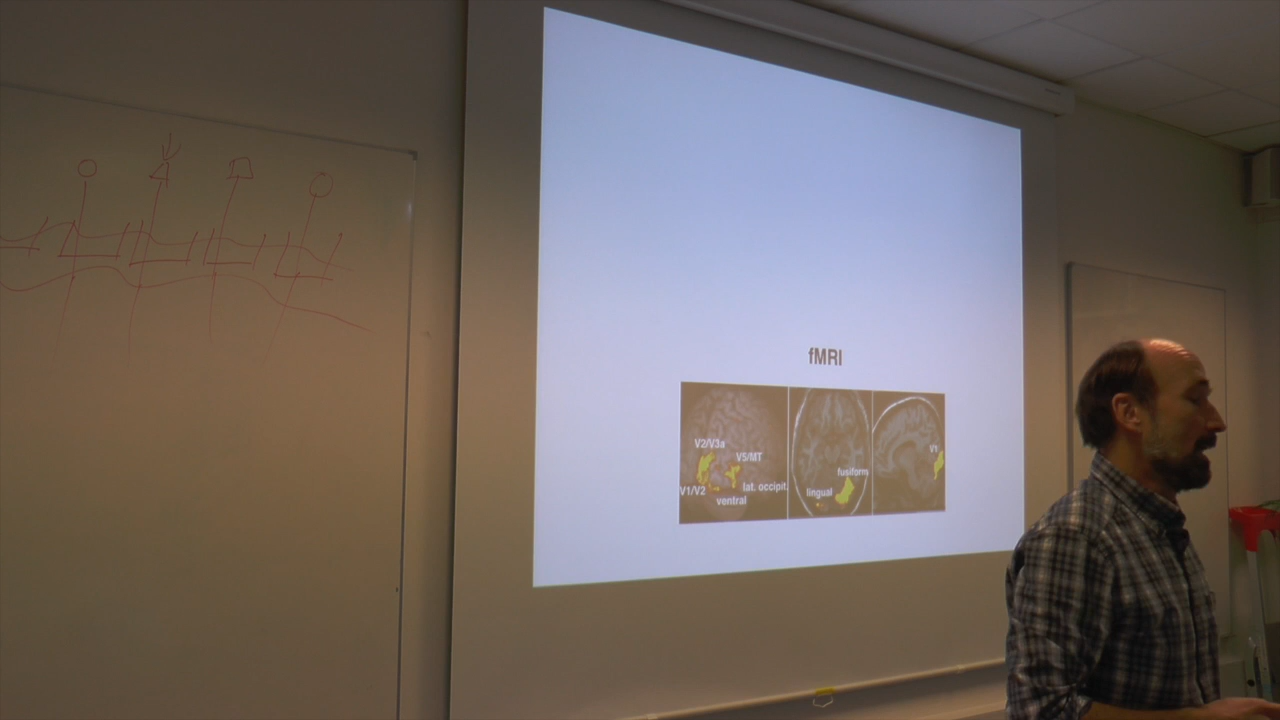 fMRI
V2/V3a
V5/MT
V1/V2
lat. occipit.
ventral
fusiform
lingual
V1